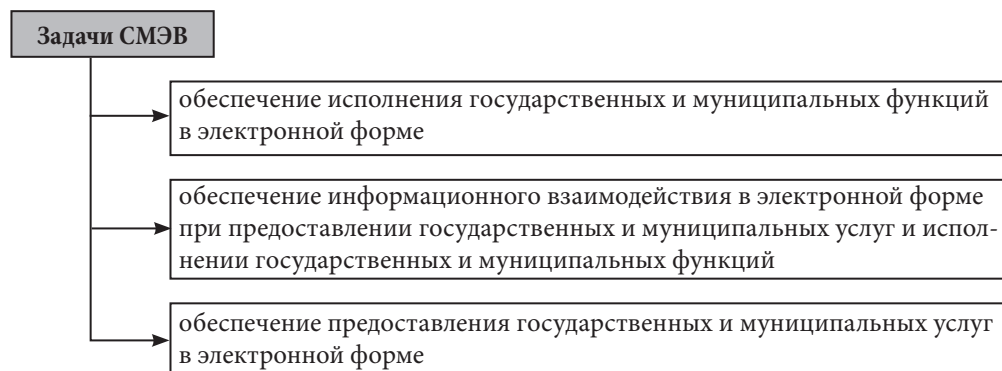 Задачи СМЭВ
обеспечение исполнения государственных и муниципальных функций
в электронной форме
обеспечение информационного взаимодействия в электронной форме
при предоставлении государственных и муниципальных услуг и испол-
нении государственных и муниципальных функций
обеспечение предоставления государственных и муниципальных услуг
в электронной форме